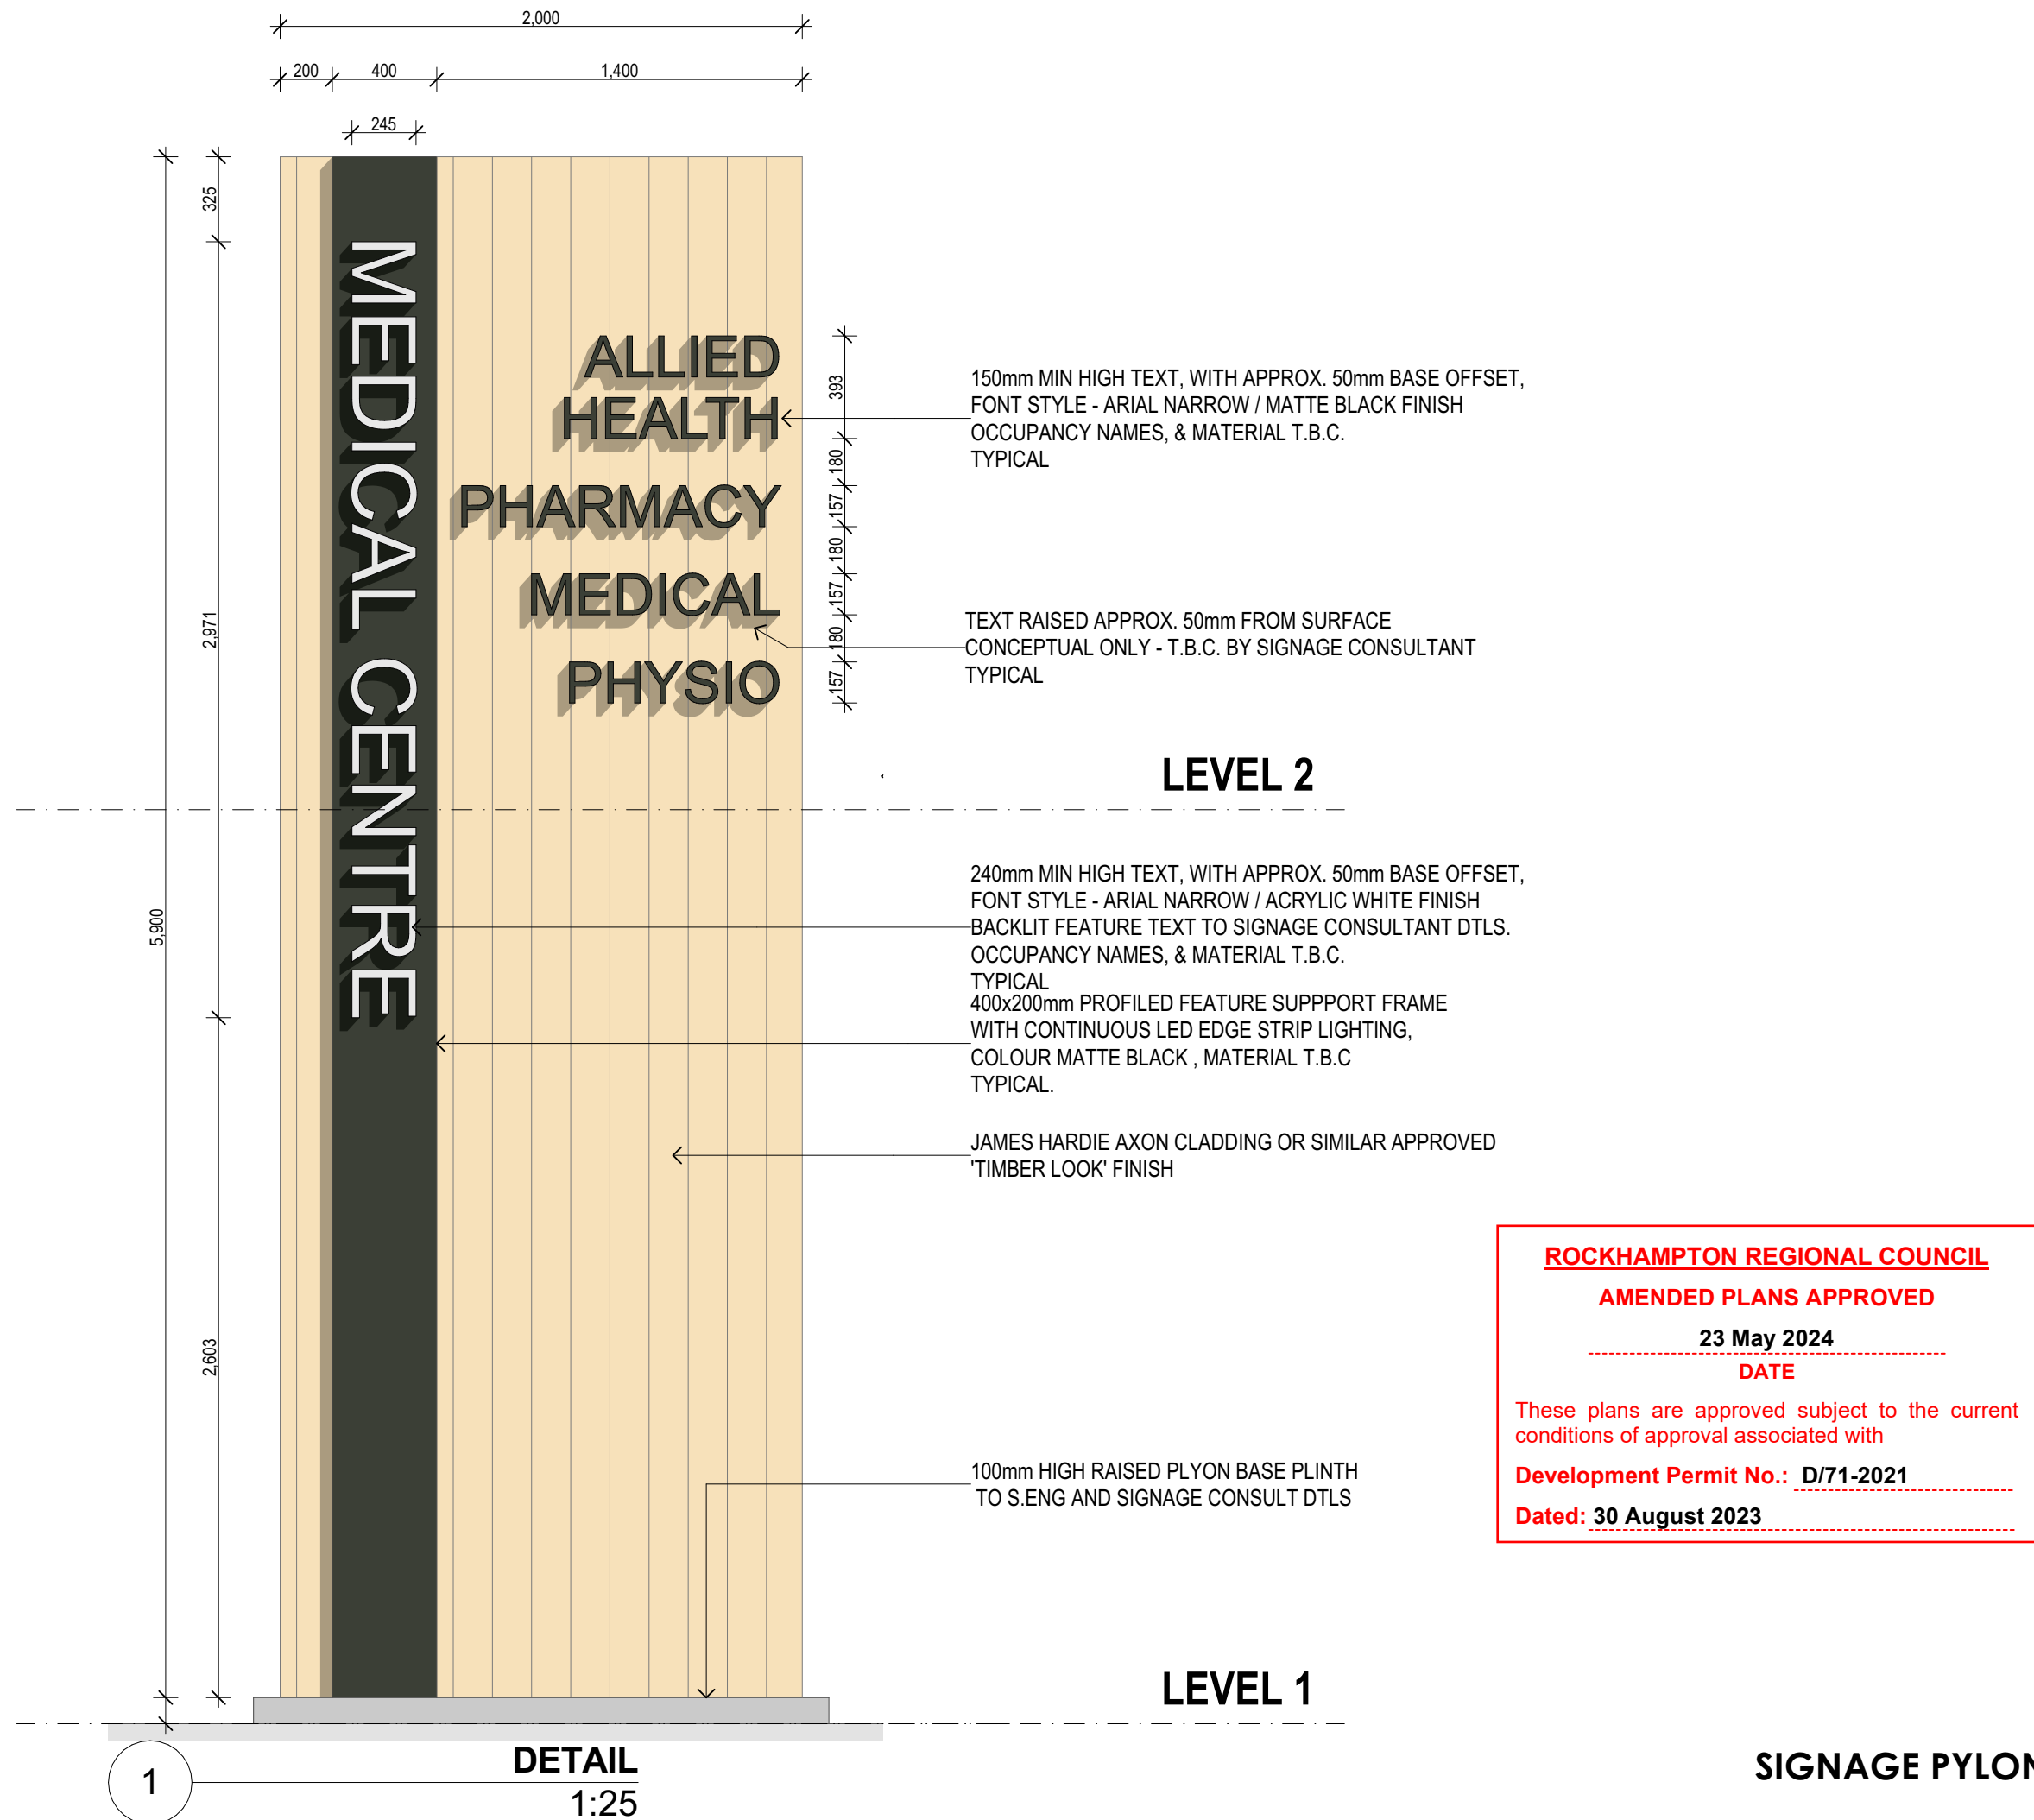 2,000
200
400
1,400
245
325
2,971
5,900
2,603
MEDICAL CENTRE
ALLIED
HEALTH
PHARMACY
MEDICAL
PHYSIO
393
180
157
180
157
180
157
150mm MIN HIGH TEXT, WITH APPROX. 50mm BASE OFFSET,
FONT STYLE - ARIAL NARROW / MATTE BLACK FINISH
OCCUPANCY NAMES, & MATERIAL T.B.C.
TYPICAL
TEXT RAISED APPROX. 50mm FROM SURFACE
CONCEPTUAL ONLY - T.B.C. BY SIGNAGE CONSULTANT
TYPICAL
LEVEL 2
240mm MIN HIGH TEXT, WITH APPROX. 50mm BASE OFFSET,
FONT STYLE - ARIAL NARROW / ACRYLIC WHITE FINISH
BACKLIT FEATURE TEXT TO SIGNAGE CONSULTANT DTLS.
OCCUPANCY NAMES, & MATERIAL T.B.C.
TYPICAL
400x200mm PROFILED FEATURE SUPPPORT FRAME
WITH CONTINUOUS LED EDGE STRIP LIGHTING,
COLOUR MATTE BLACK , MATERIAL T.B.C
TYPICAL.
JAMES HARDIE AXON CLADDING OR SIMILAR APPROVED
'TIMBER LOOK' FINISH
ROCKHAMPTON REGIONAL COUNCIL
AMENDED PLANS APPROVED
23 May 2024
DATE
These plans are approved subject to the current
conditions of approval associated with
Development Permit No.: D/71-2021
Dated: 30 August 2023
100mm HIGH RAISED PLYON BASE PLINTH
TO S.ENG AND SIGNAGE CONSULT DTLS
LEVEL 1
1
DETAIL
1:25
SIGNAGE PYLON